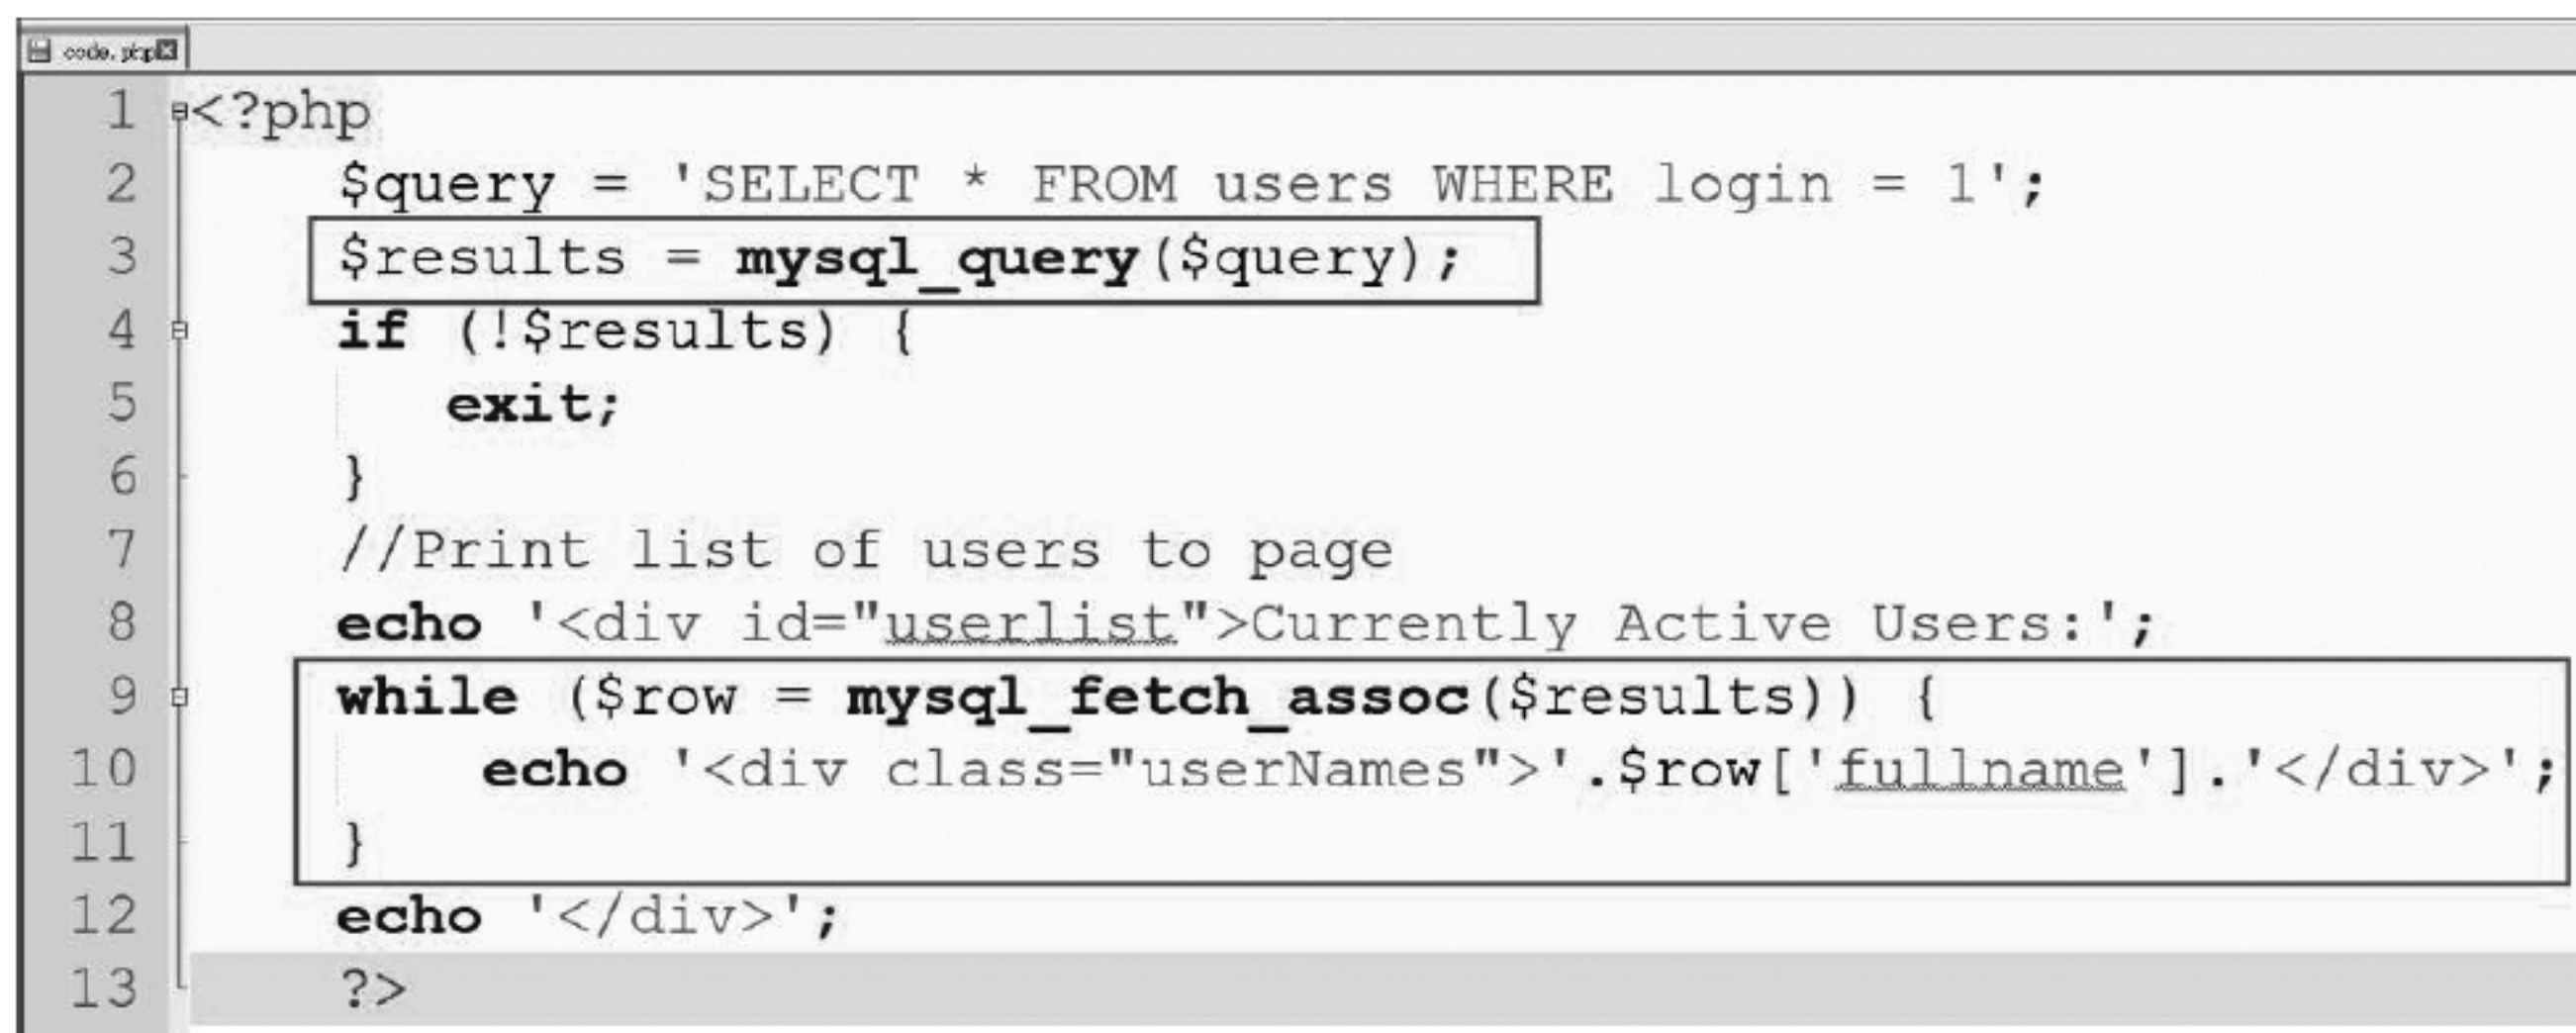 code.php
1 <?php
2 $query = 'SELECT * FROM users WHERE login = 1';
3 $results = mysql_query($query);
4 if (!$results) {
5 exit;
6 }
7 //Print list of users to page
8 echo '<div id="userlist">Currently Active Users:';
9 while ($row = mysql_fetch_assoc($results)) {
10 echo '<div class="userNames">'.$row['fullname'].'</div>';
11 }
12 echo '</div>';
13 ?>